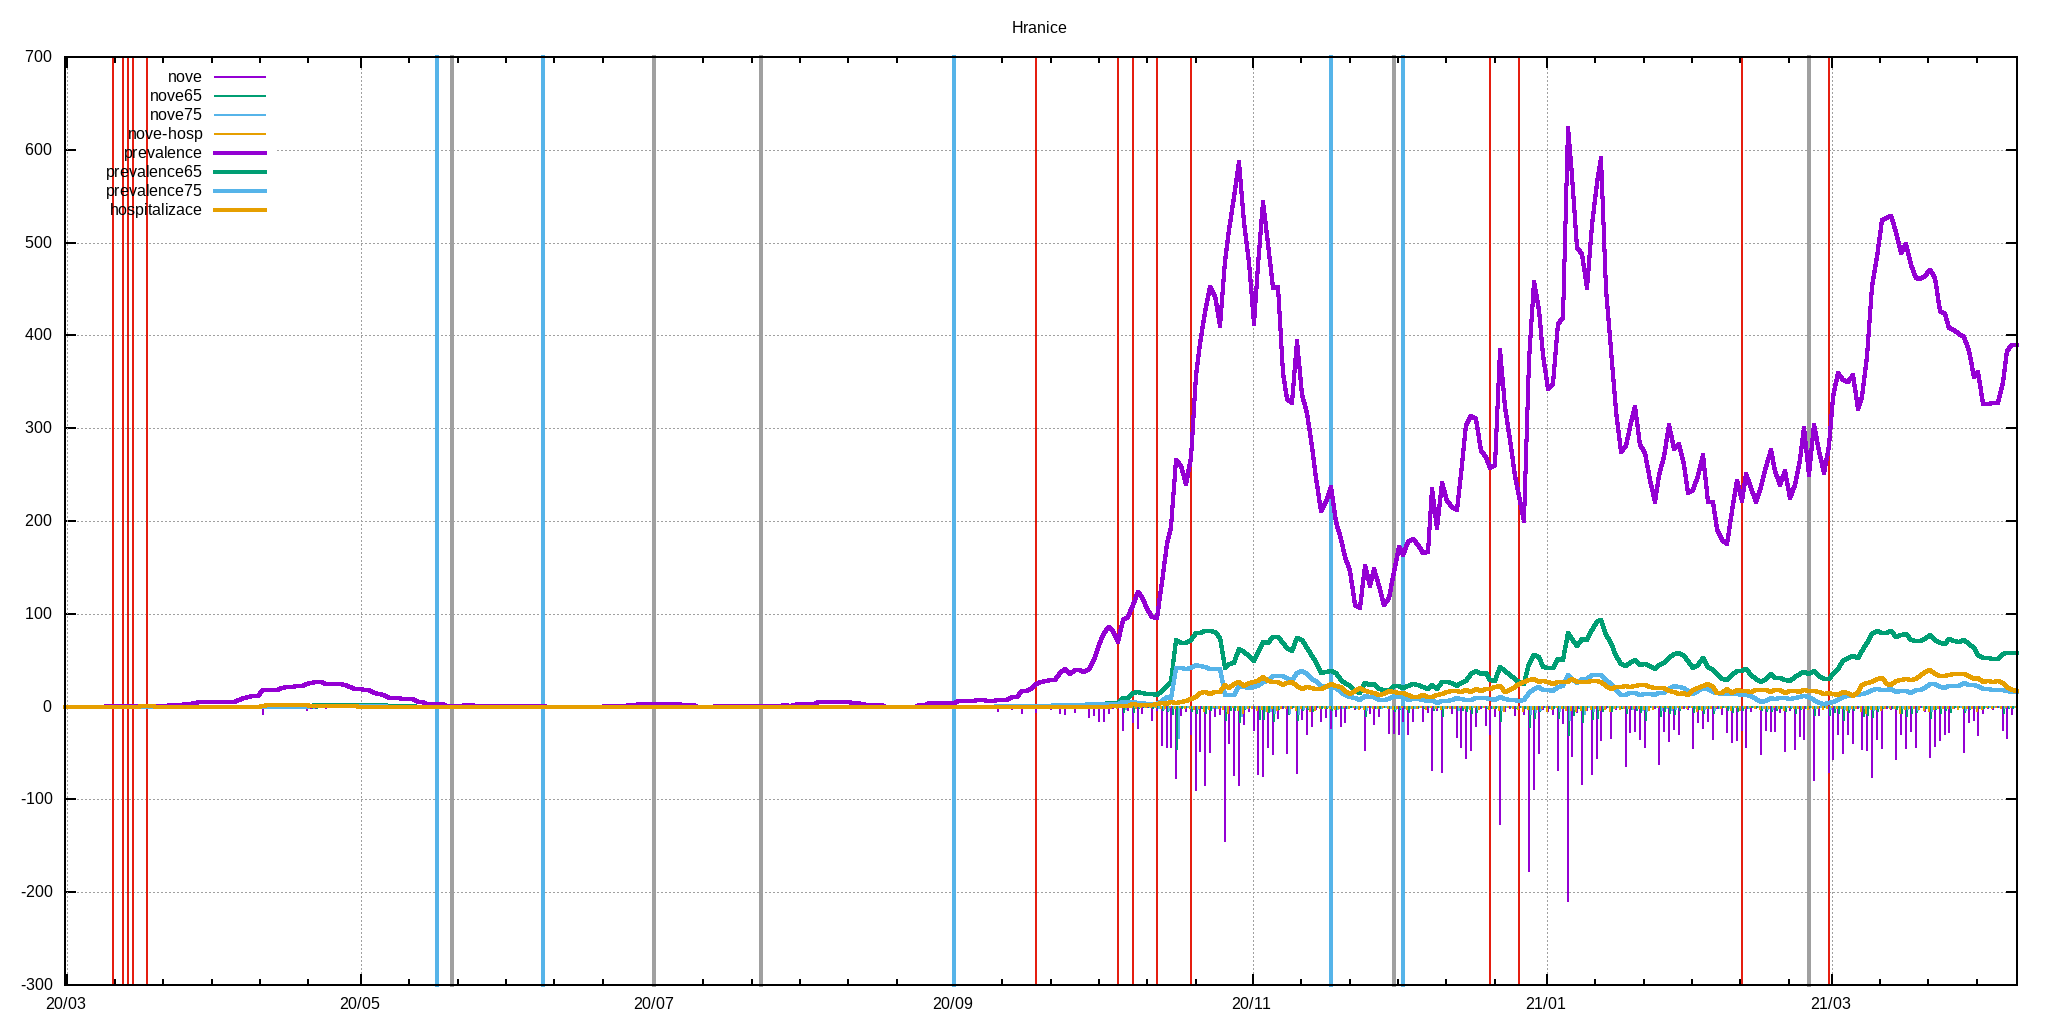 Hranice
700
600
500
400
300
200
100
0
-100
-200
-300
nove
nove65
nove75
nove-hosp
prevalence
prevalence65
prevalence75
hospitalizace
20/03 20/05 20/07 20/09 20/11 21/01 21/03